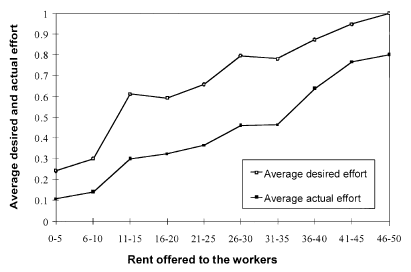 Average desired and actual effort
1
0.9
0.8
0.7
0.6
0.5
0.4
0.3
0.2
0.1
0
Average desired effort
Average actual effort
0-5 6-10 11-15 16-20 21-25 26-30 31-35 36-40 41-45 46-50
Rent offered to the workers